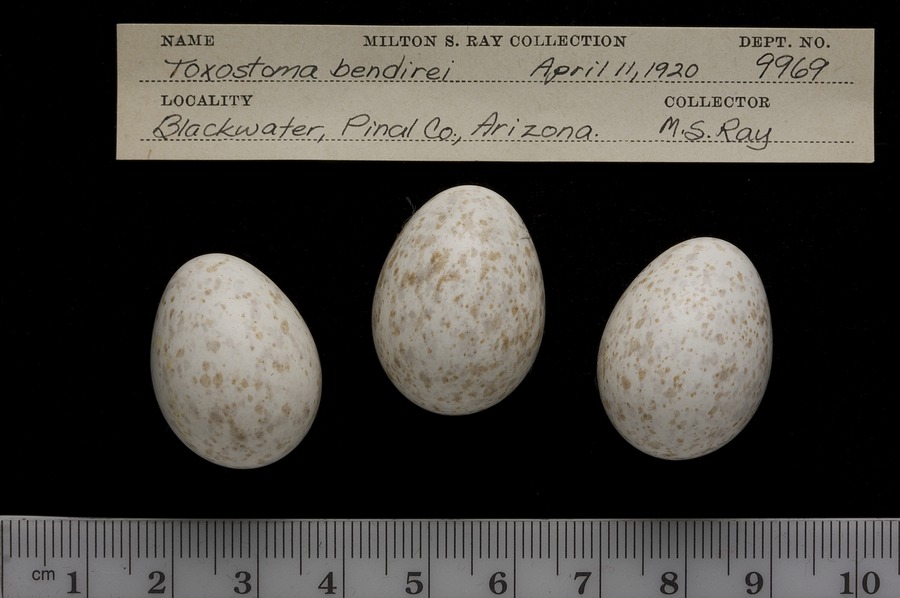 NAME MILTON S. RAY COLLECTION DEPT. NO.
Toxostoma bendirei April 11, 1920 9969
LOCALITY COLLECTOR
Blackwater, Pinal Co., Arizona. M.S. Ray
cm 1 2 3 4 5 6 7 8 9 10